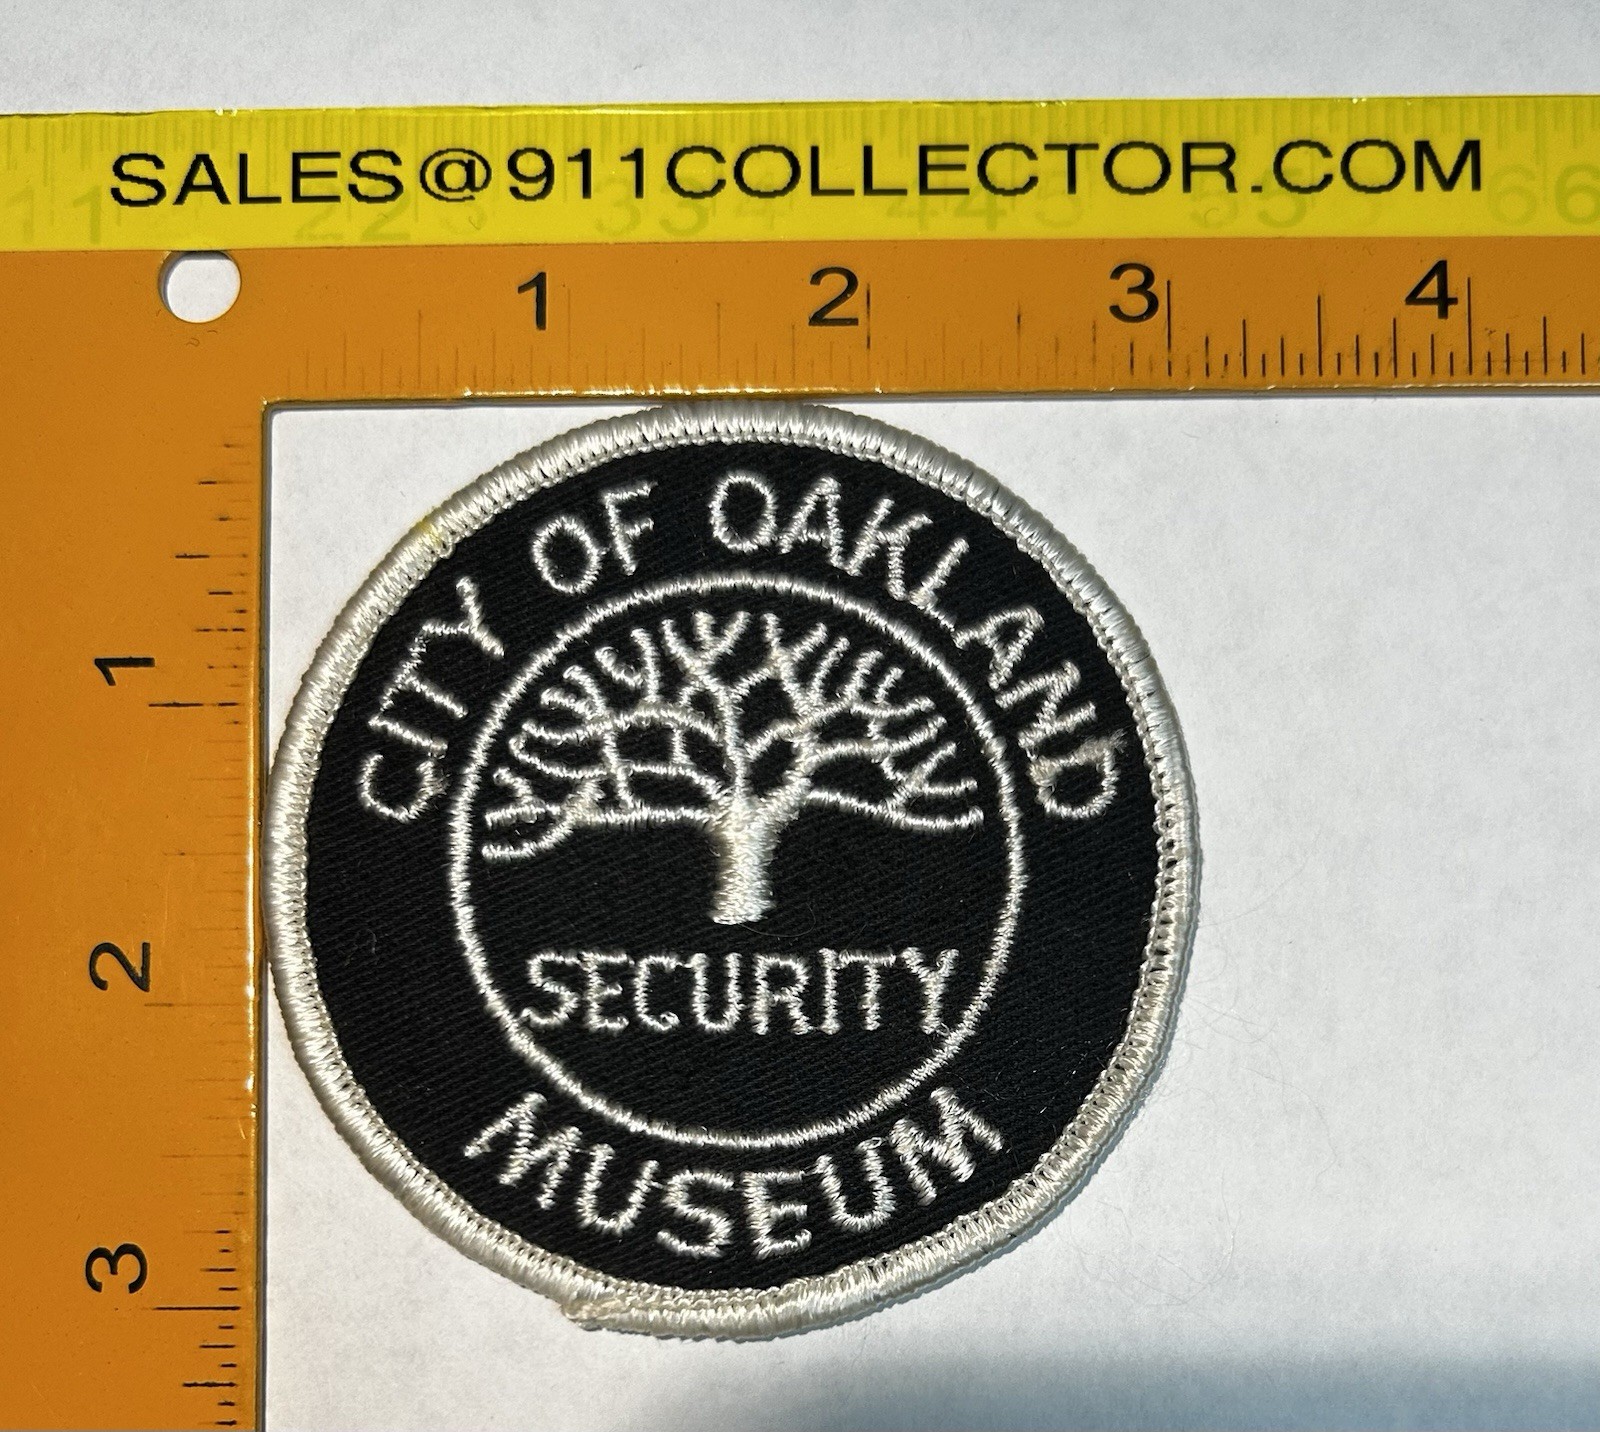 SALES@911COLLECTOR.COM
1 2 3 4
1
2
3
CITY OF OAKLAND
SECURITY
MUSEUM